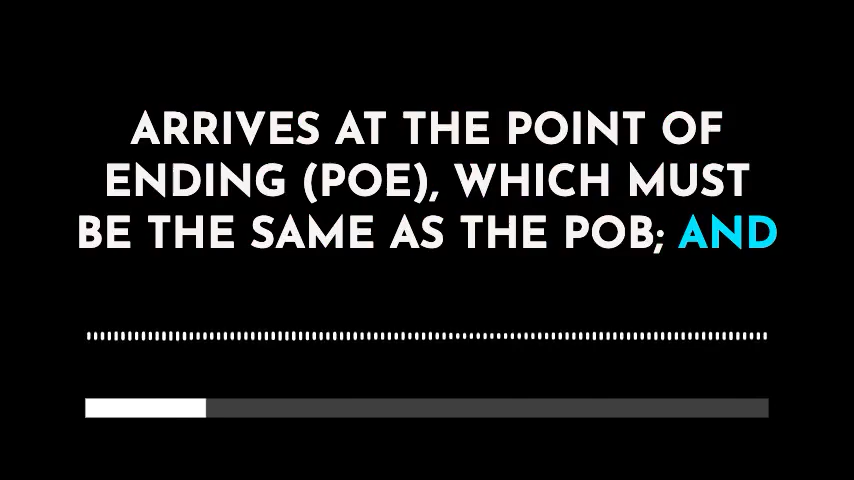 ARRIVES AT THE POINT OF
ENDING (POE), WHICH MUST
BE THE SAME AS THE POB; AND